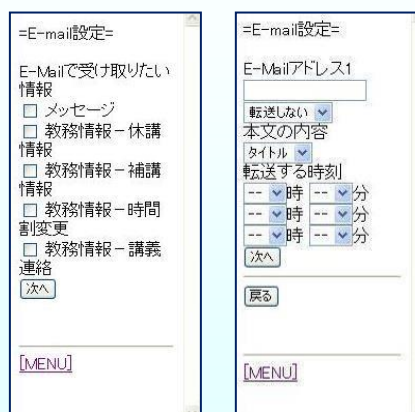 =E-mail設定=
E-Mailで受け取りたい
情報
メッセージ
教務情報－休講
情報
教務情報－補講
情報
教務情報－時間
割変更
教務情報－講義
連絡
次へ
[MENU]
=E-mail設定=
E-Mailアドレス1
転送しない
本文の内容
タイトル
転送する時刻
-- 時 -- 分
-- 時 -- 分
-- 時 -- 分
次へ
戻る
[MENU]